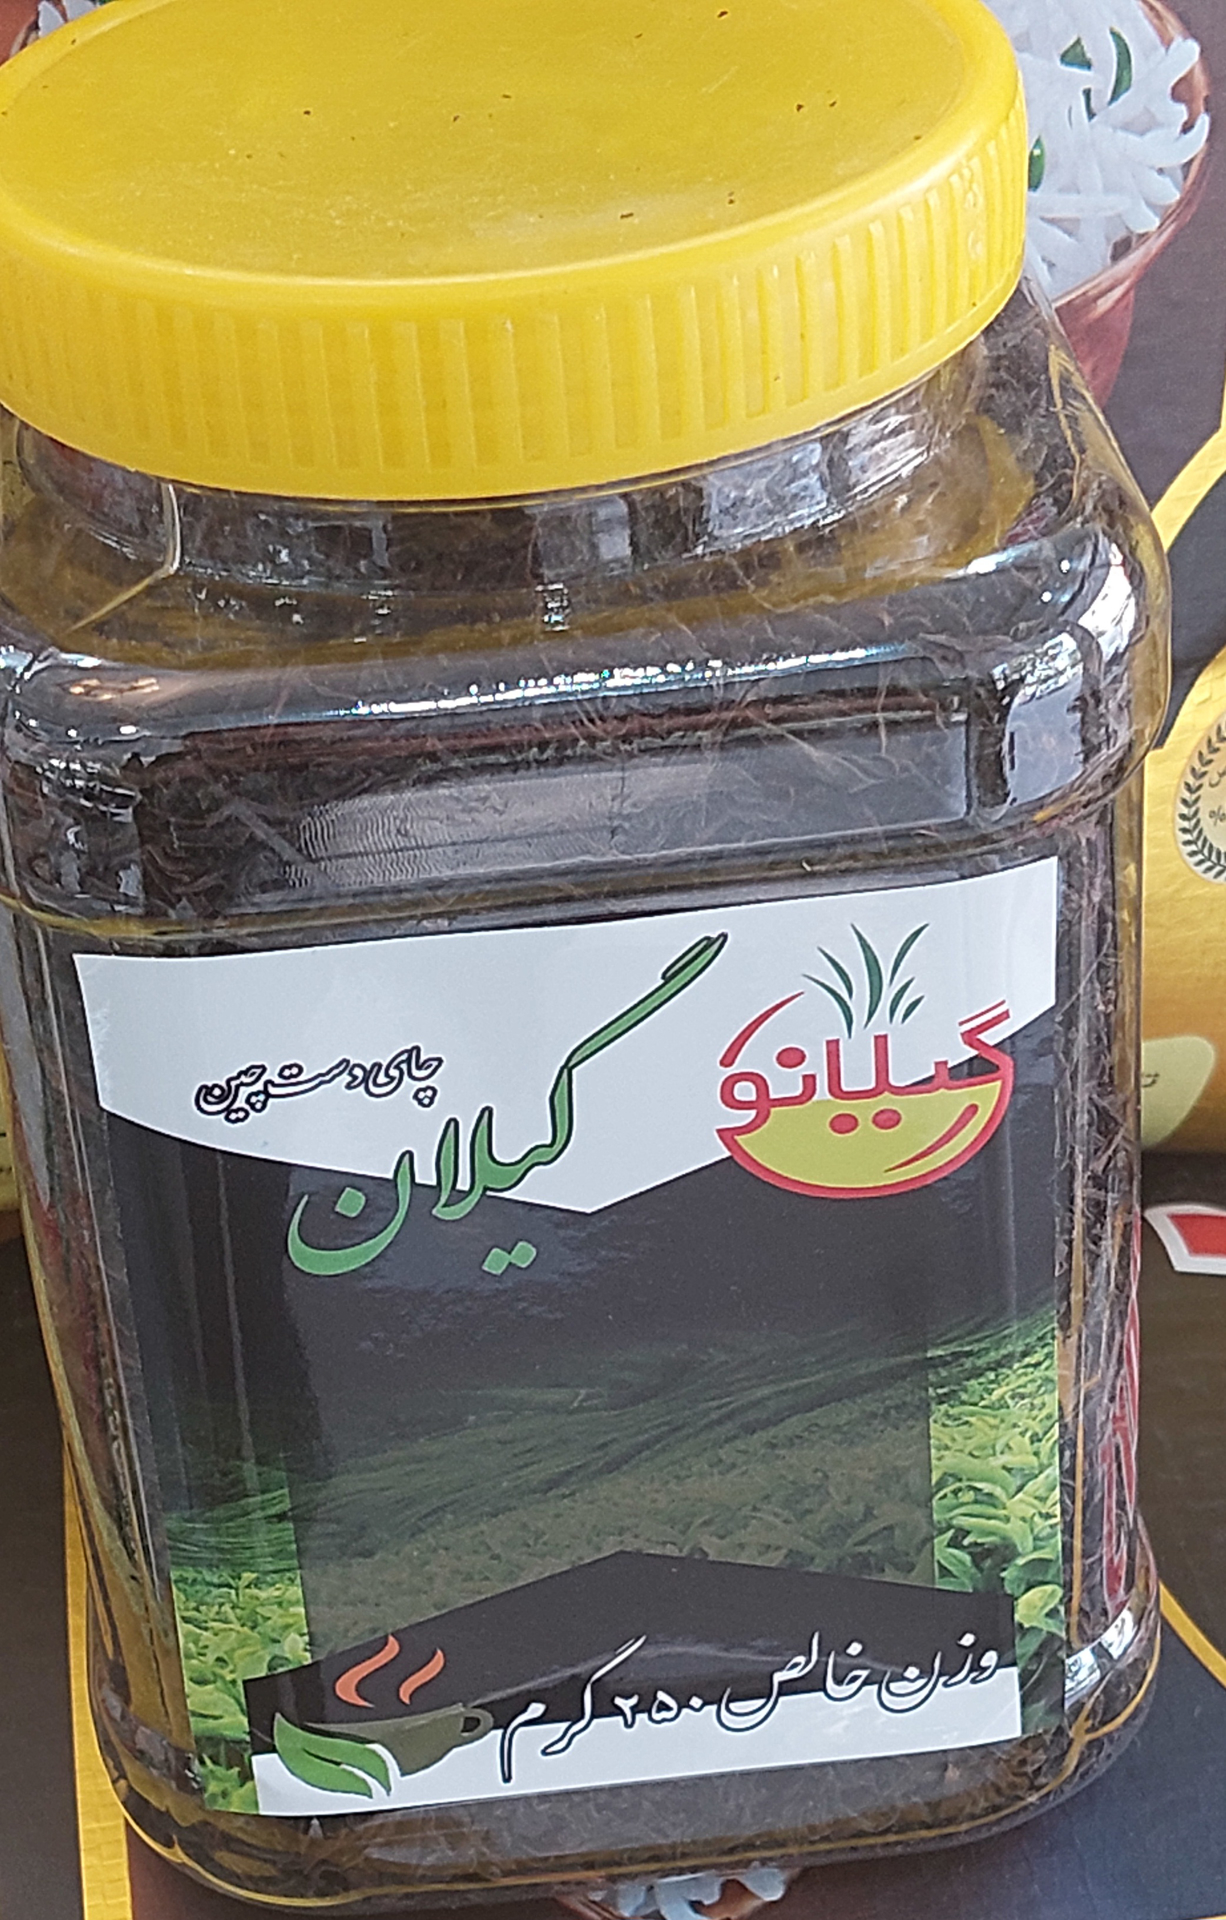 گیلانو
گیلان
چای دست چین
وزن خالص ۲۵۰ گرم